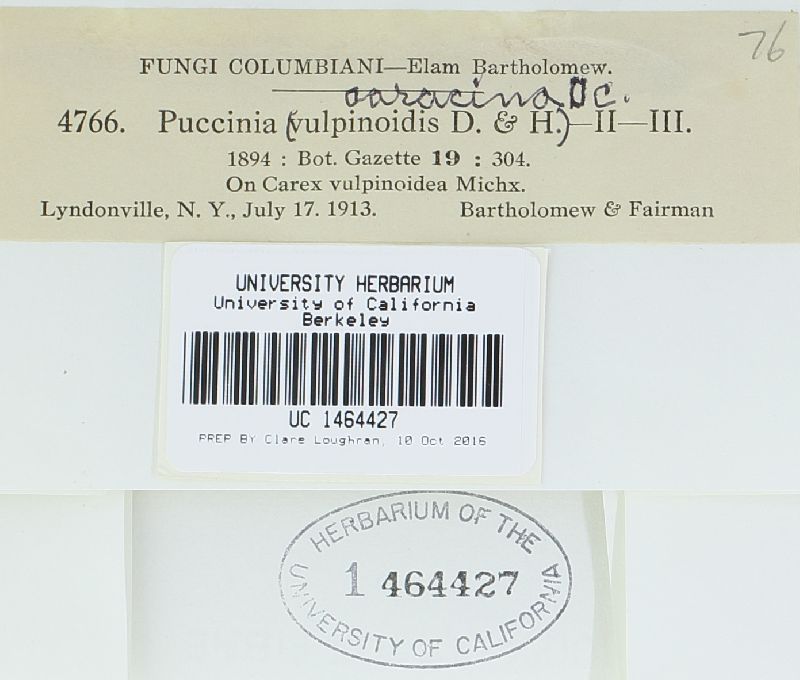 76
FUNGI COLUMBIANI—Elam Bartholomew.
caracina DC.
4766. Puccinia (vulpinoidis D. & H.)—II—III.
1894 : Bot. Gazette 19 : 304.
On Carex vulpinoidea Michx.
Lyndonville, N. Y., July 17. 1913. Bartholomew & Fairman
UNIVERSITY HERBARIUM
University of California
Berkeley
UC 1464427
PREP BY Clare Loughran, 10 Oct 2016
HERBARIUM OF THE
1 464427
UNIVERSITY OF CALIFORNIA